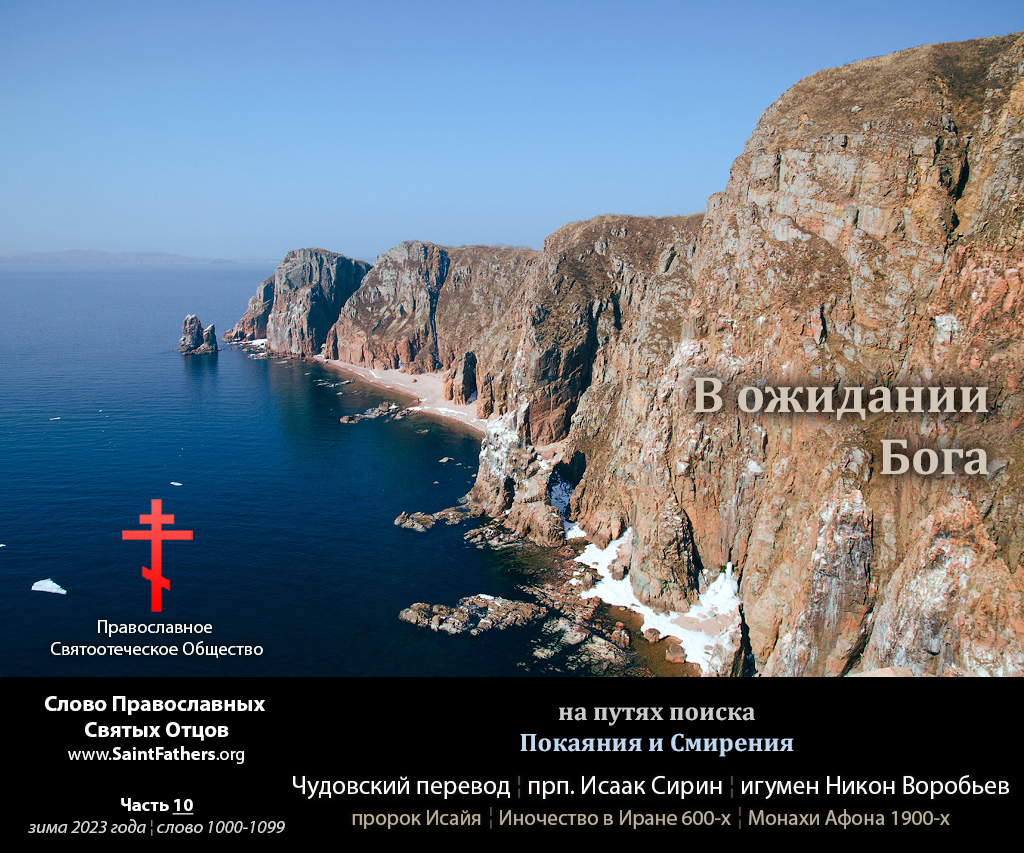 В ожидании
Бога
Православное
Святоотеческое Общество
Слово Православных
Святых Отцов
www.SaintFathers.org
Часть 10
зима 2023 года ¦ слово 1000-1099
на путях поиска
Покаяния и Смирения
Чудовский перевод ¦ прп. Исаак Сирин ¦ игумен Никон Воробьев
пророк Исайя ¦ Иночество в Иране 600-х ¦ Монахи Афона 1900-х